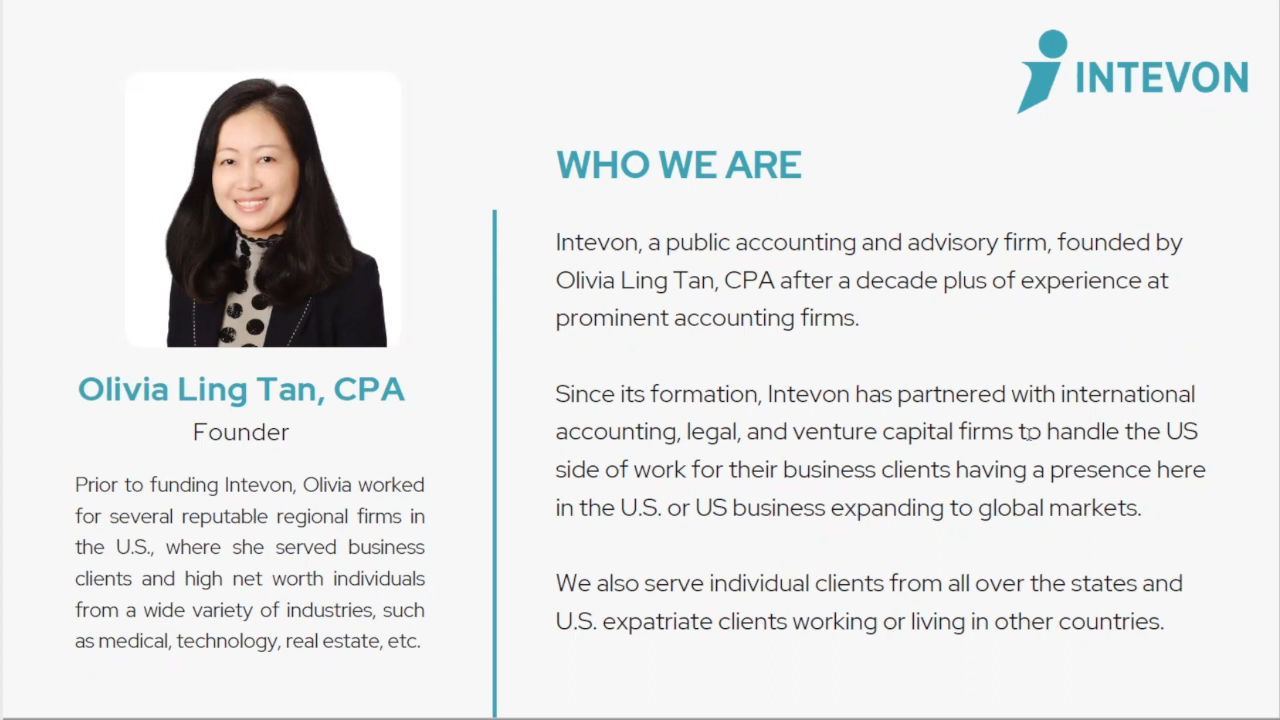 INTEVON
WHO WE ARE
Intevon, a public accounting and advisory firm, founded by
Olivia Ling Tan, CPA after a decade plus of experience at
prominent accounting firms.
Since its formation, Intevon has partnered with international
accounting, legal, and venture capital firms to handle the US
side of work for their business clients having a presence here
in the U.S. or US business expanding to global markets.
We also serve individual clients from all over the states and
U.S. expatriate clients working or living in other countries.
Olivia Ling Tan, CPA
Founder
Prior to funding Intevon, Olivia worked
for several reputable regional firms in
the U.S., where she served business
clients and high net worth individuals
from a wide variety of industries, such
as medical, technology, real estate, etc.